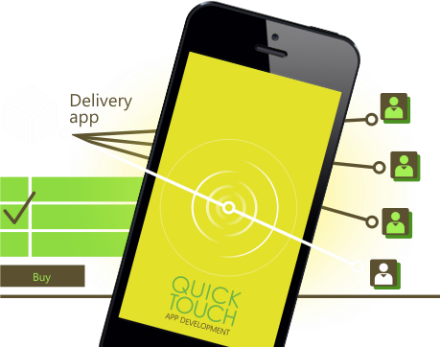 Delivery
app
Buy
QUICK
TOUCH
APP DEVELOPMENT